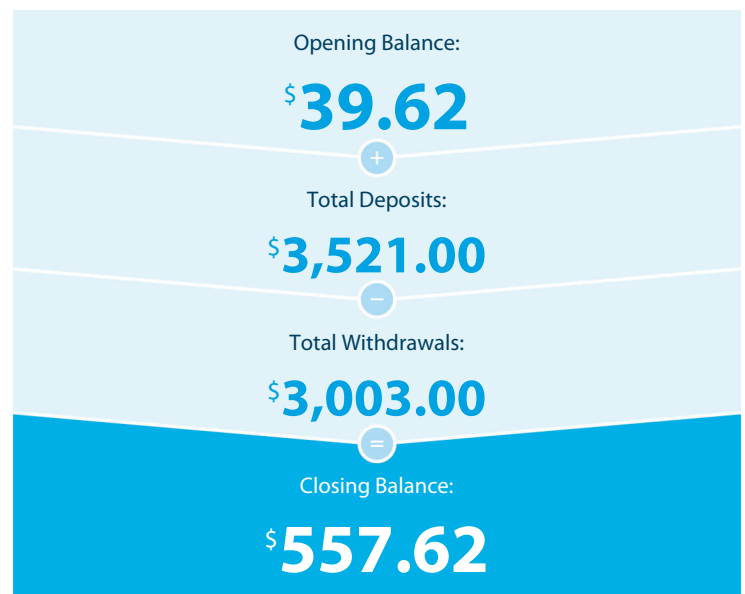 Opening Balance:
$39.62
+
Total Deposits:
$3,521.00
−
Total Withdrawals:
$3,003.00
=
Closing Balance:
$557.62